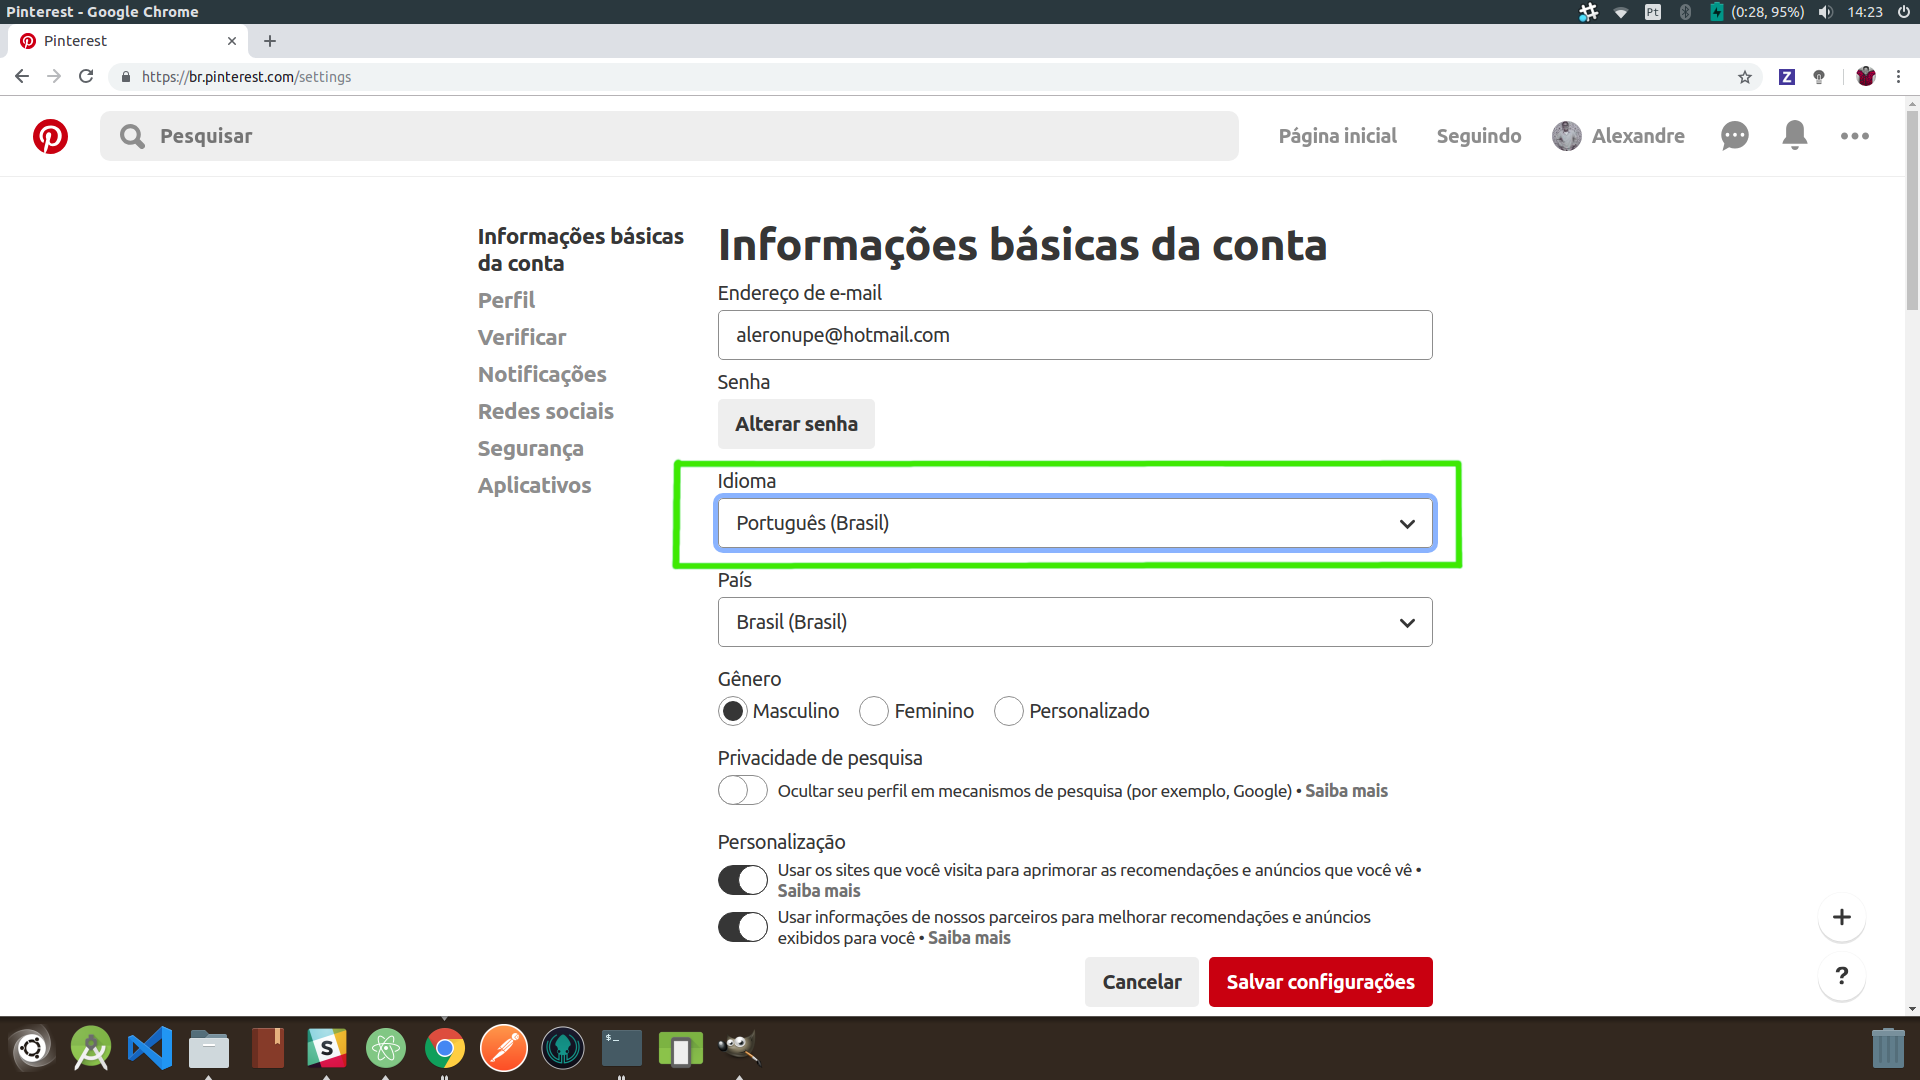 Pinterest - Google Chrome
Pt
(0:28, 95%)
14:23
Pinterest
https://br.pinterest.com/settings
Z
Pesquisar
Página inicial
Seguindo
Alexandre
Informações básicas
da conta
Perfil
Verificar
Notificações
Redes sociais
Segurança
Aplicativos
Informações básicas da conta
Endereço de e-mail
aleronupe@hotmail.com
Senha
Alterar senha
Idioma
Português (Brasil)
País
Brasil (Brasil)
Gênero
Masculino
Feminino
Personalizado
Privacidade de pesquisa
Ocultar seu perfil em mecanismos de pesquisa (por exemplo, Google) • Saiba mais
Personalização
Usar os sites que você visita para aprimorar as recomendações e anúncios que você vê •
Saiba mais
Usar informações de nossos parceiros para melhorar recomendações e anúncios
exibidos para você • Saiba mais
Cancelar
Salvar configurações
+
?
S
$_